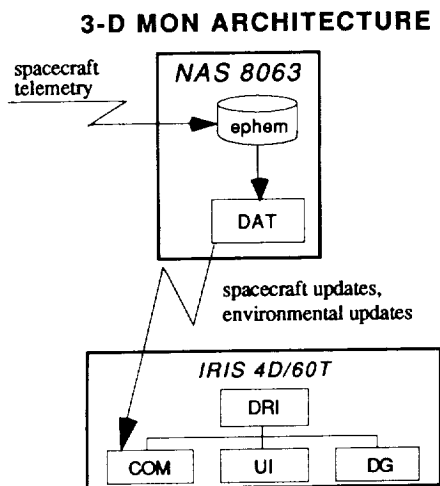 3-D MON ARCHITECTURE
spacecraft
telemetry
NAS 8063
ephem
DAT
spacecraft updates,
environmental updates
IRIS 4D/60T
DRI
COM
UI
DG